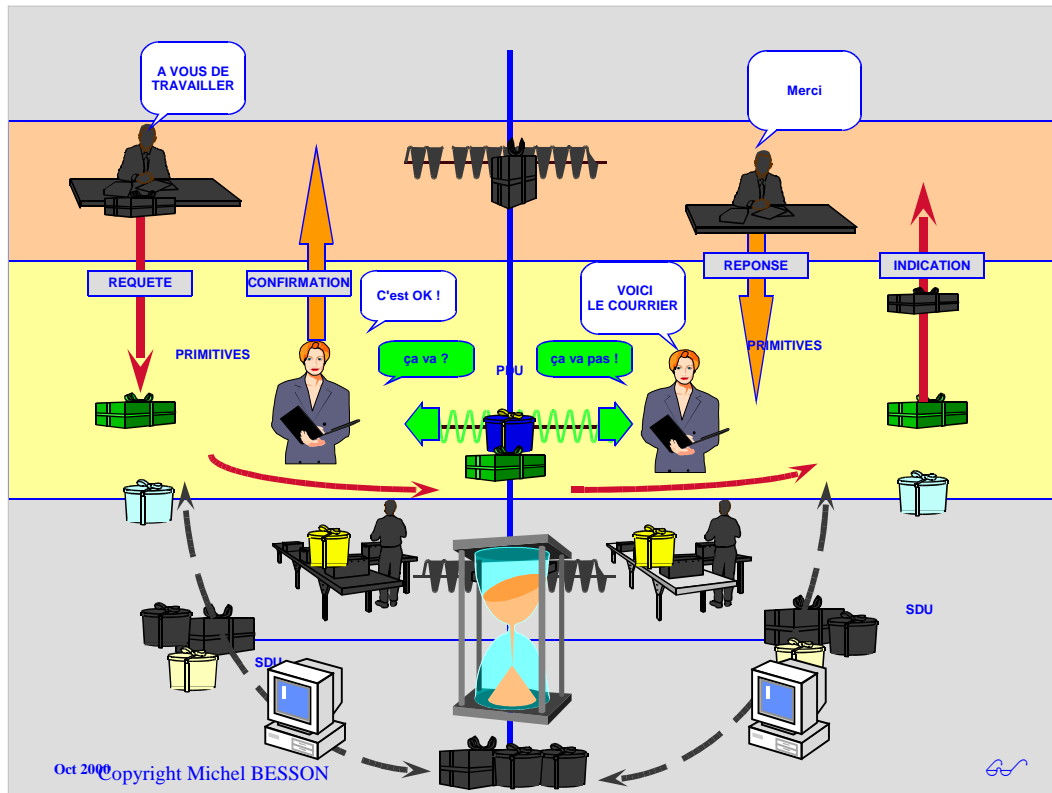 A VOUS DE
TRAVAILLER
Merci
REQUETE
CONFIRMATION
REPONSE
INDICATION
C'est OK !
VOICI
LE COURRIER
PRIMITIVES
ça va ?
ça va pas !
PRIMITIVES
PDU
SDU
SDU
Oct 2000
Copyright Michel BESSON